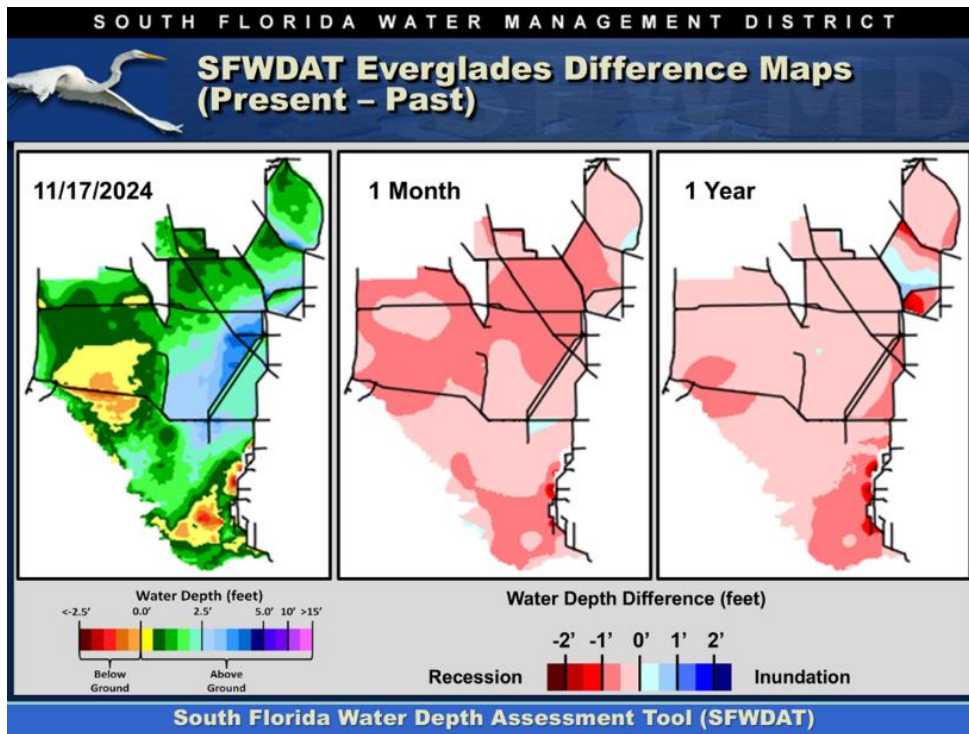 SOUTH FLORIDA WATER MANAGEMENT DISTRICT
SFWDAT Everglades Difference Maps
(Present – Past)
11/17/2024
1 Month
1 Year
Water Depth (feet)
<-2.5' 0.0' 2.5' 5.0' 10' >15'
Below
Ground
Above
Ground
Water Depth Difference (feet)
-2' -1' 0' 1' 2'
Recession
Inundation
South Florida Water Depth Assessment Tool (SFWDAT)